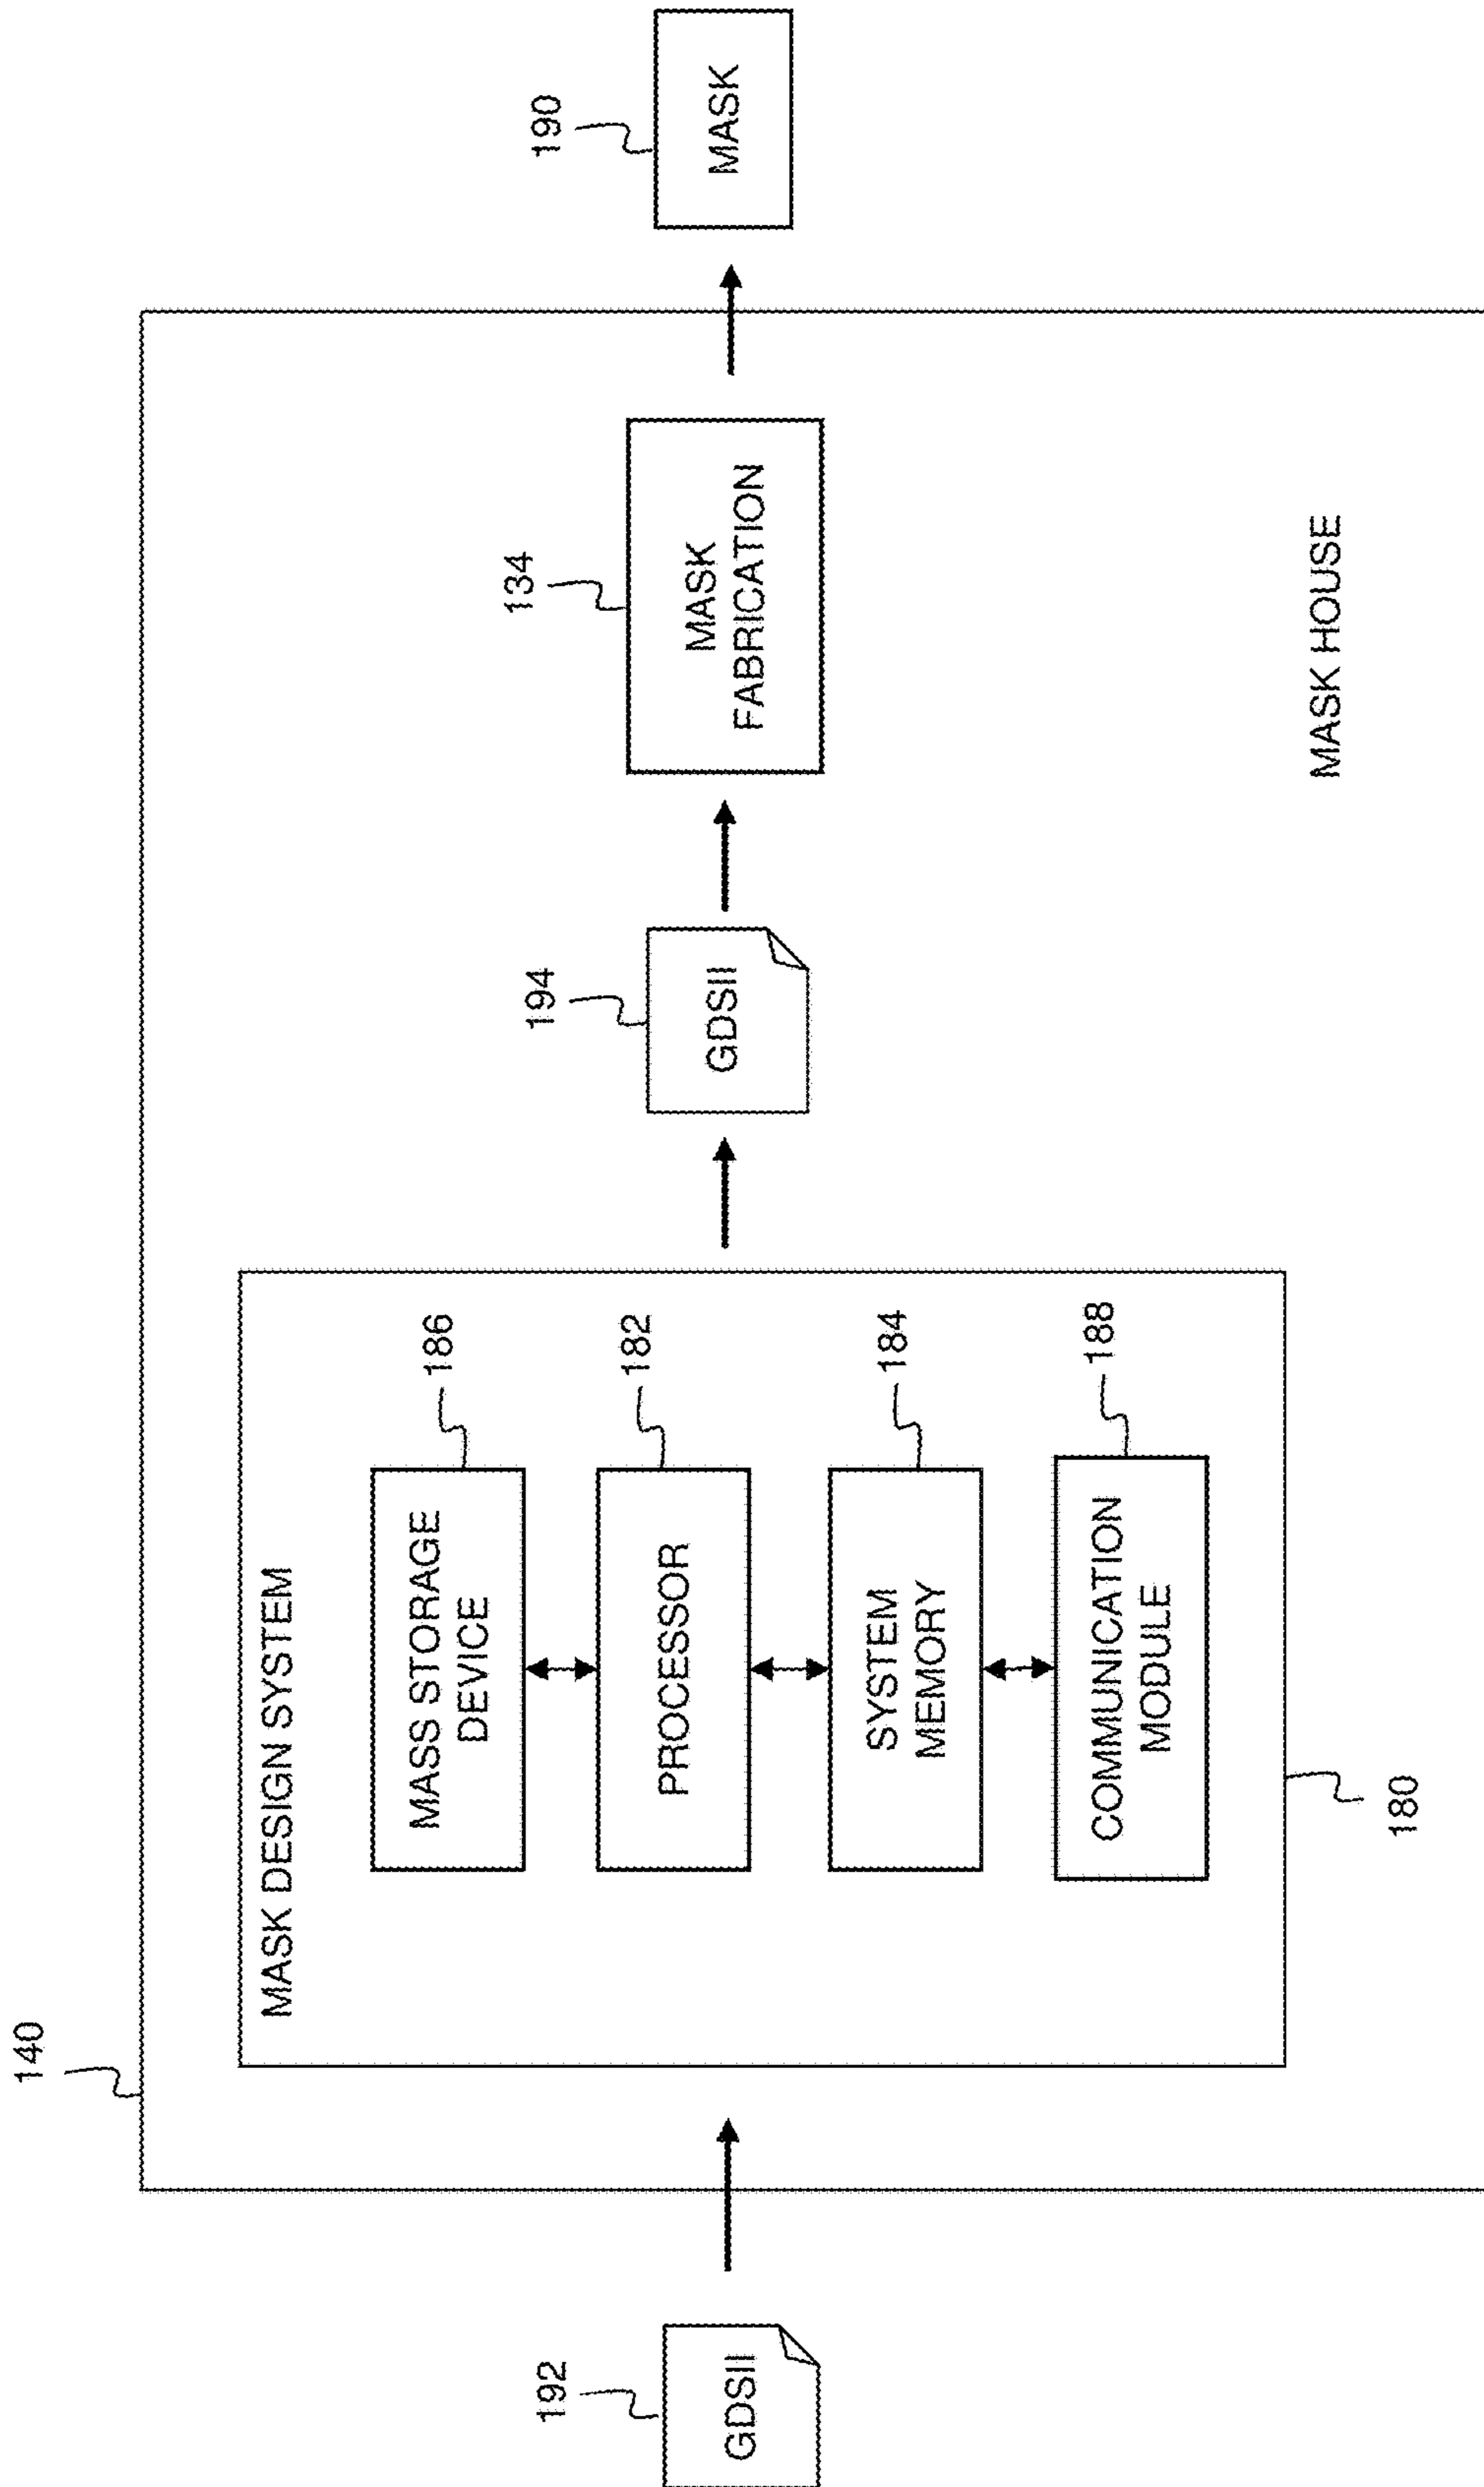 140
MASK DESIGN SYSTEM
192
GDSII
MASS STORAGE
DEVICE
186
PROCESSOR
182
SYSTEM
MEMORY
184
COMMUNICATION
MODULE
188
180
194
GDSII
134
MASK
FABRICATION
190
MASK
MASK HOUSE